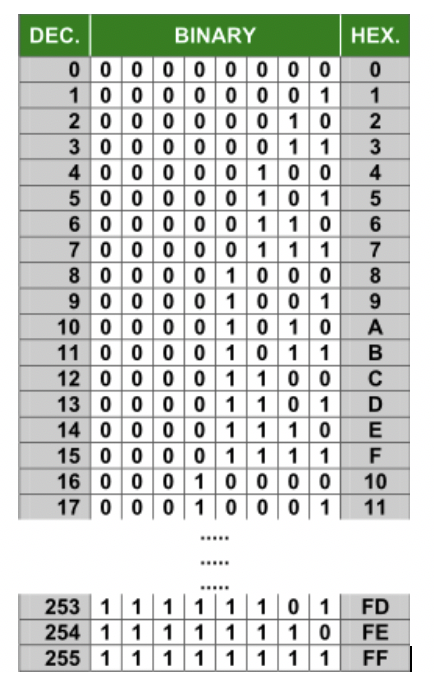 DEC. BINARY HEX.
0 0 0 0 0 0 0 0 0 0
1 0 0 0 0 0 0 0 1 1
2 0 0 0 0 0 0 1 0 2
3 0 0 0 0 0 0 1 1 3
4 0 0 0 0 0 1 0 0 4
5 0 0 0 0 0 1 0 1 5
6 0 0 0 0 0 1 1 0 6
7 0 0 0 0 0 1 1 1 7
8 0 0 0 0 1 0 0 0 8
9 0 0 0 0 1 0 0 1 9
10 0 0 0 0 1 0 1 0 A
11 0 0 0 0 1 0 1 1 B
12 0 0 0 0 1 1 0 0 C
13 0 0 0 0 1 1 0 1 D
14 0 0 0 0 1 1 1 0 E
15 0 0 0 0 1 1 1 1 F
16 0 0 0 1 0 0 0 0 10
17 0 0 0 1 0 0 0 1 11
.....
.....
.....
253 1 1 1 1 1 1 0 1 FD
254 1 1 1 1 1 1 1 0 FE
255 1 1 1 1 1 1 1 1 FF